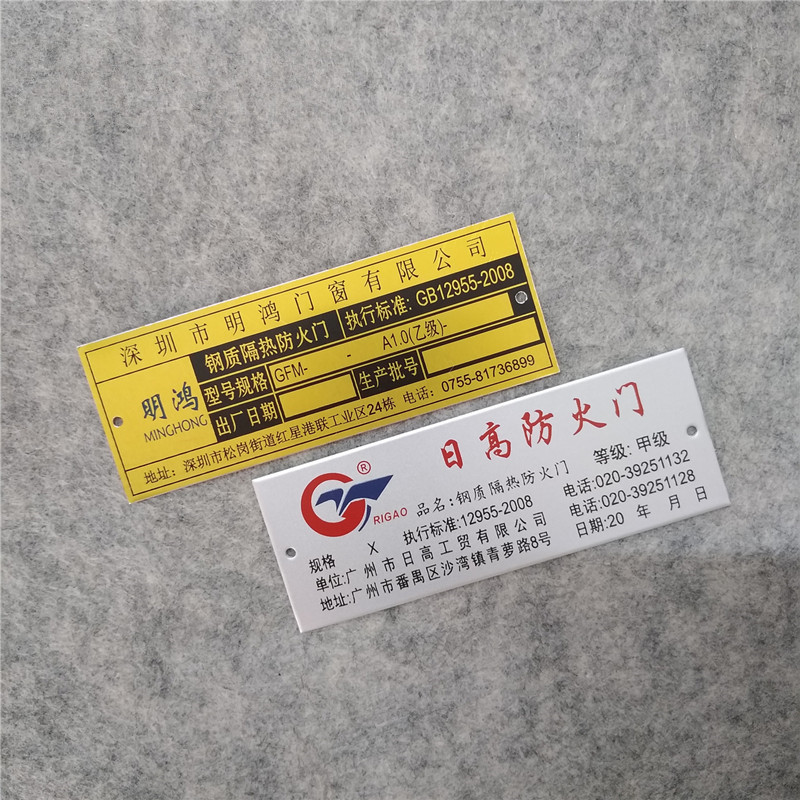 深圳市明鸿门窗有限公司
明鸿
MINGHONG
钢质隔热防火门 执行标准: GB12955-2008
型号规格 GFM- - A1.0(乙级)-
出厂日期 生产批号
地址: 深圳市松岗街道红星港联工业区24栋 电话: 0755-81736899
日高防火门
®
RIGAO
品名:钢质隔热防火门 等级: 甲级
执行标准:12955-2008 电话:020-39251132
规格 X
电话:020-39251128
单位:广州市日高工贸有限公司 日期:20 年 月 日
地址:广州市番禺区沙湾镇青萝路8号